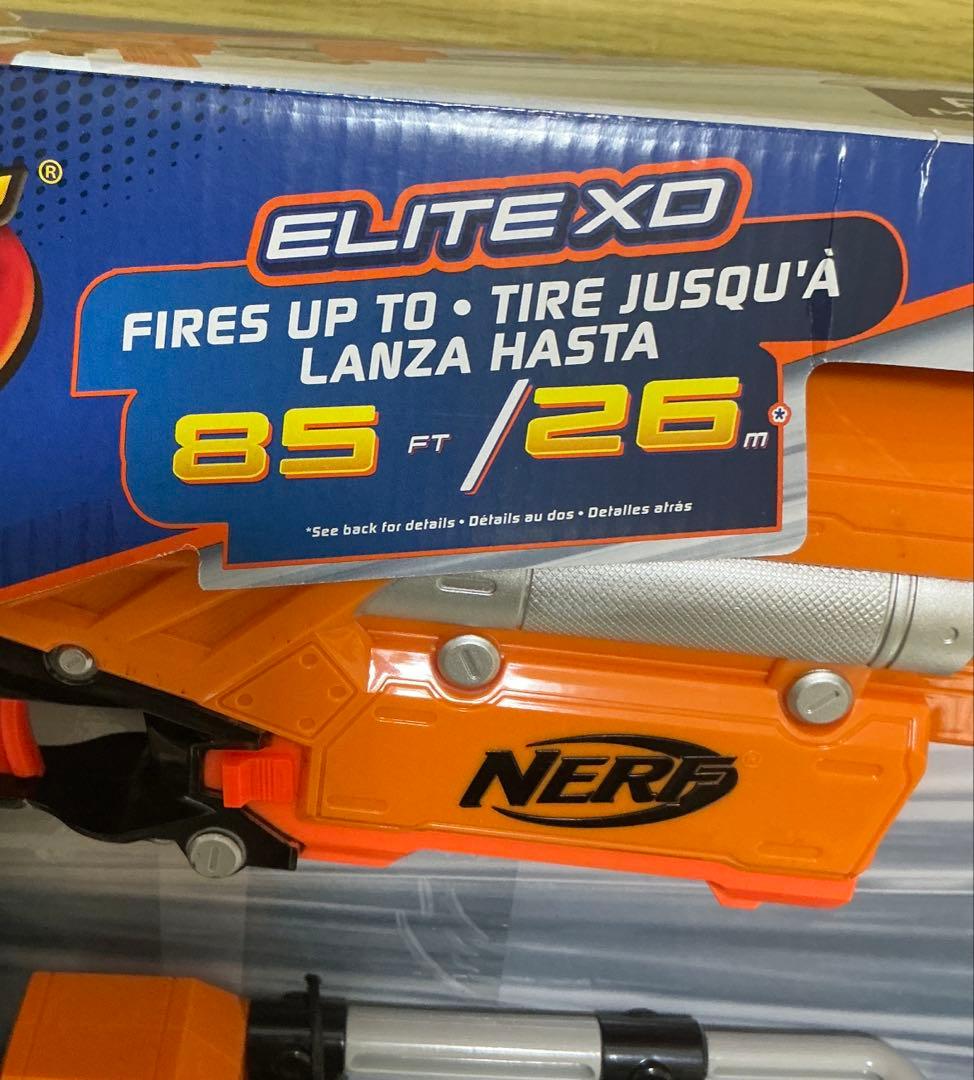 ®
ELITE XD
FIRES UP TO • TIRE JUSQU'À
LANZA HASTA
85 FT / 26 m*
*See back for details • Détails au dos • Detalles atrás
NERF